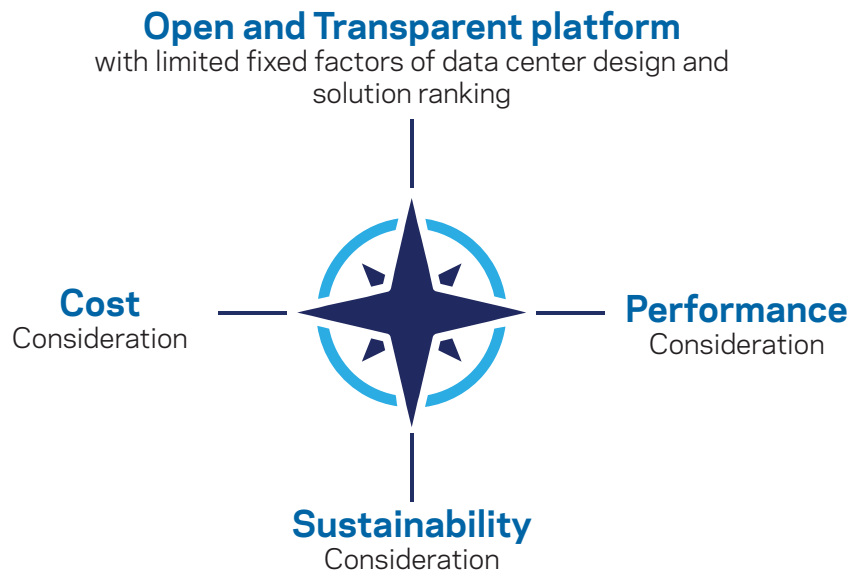 Open and Transparent platform
with limited fixed factors of data center design and
solution ranking
Cost
Consideration
Performance
Consideration
Sustainability
Consideration